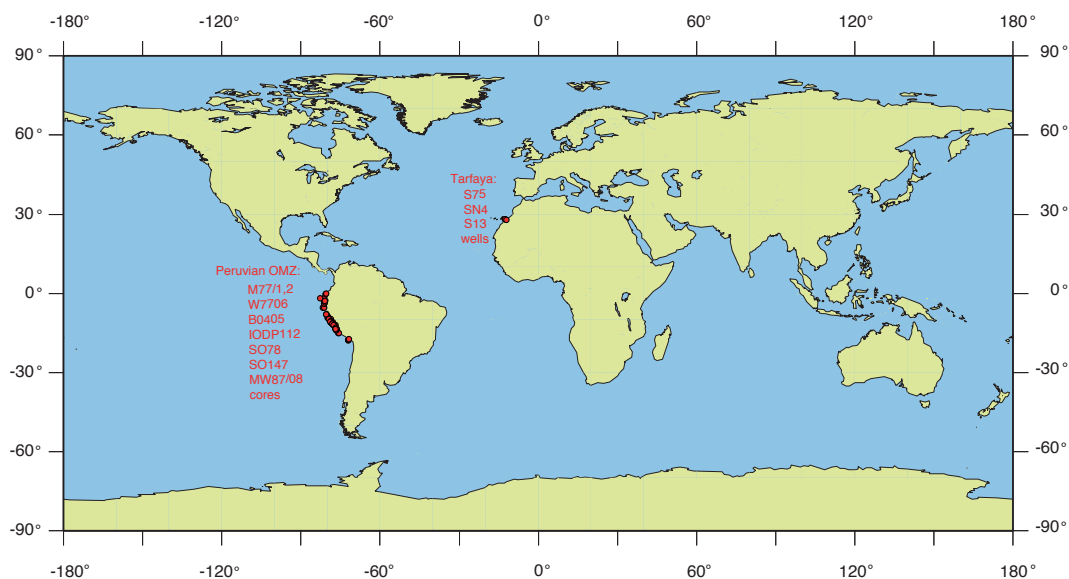 -180° -120° -60° 0° 60° 120° 180°
90° 90°
60° 60°
Tarfaya:
S75
SN4
30° 30°
S13
wells
Peruvian OMZ:
M77/1,2
0° 0°
W7706
B0405
IODP112
SO78
SO147
-30° -30°
MW87/08
cores
-60° -60°
-90° -90°
-180° -120° -60° 0° 60° 120° 180°